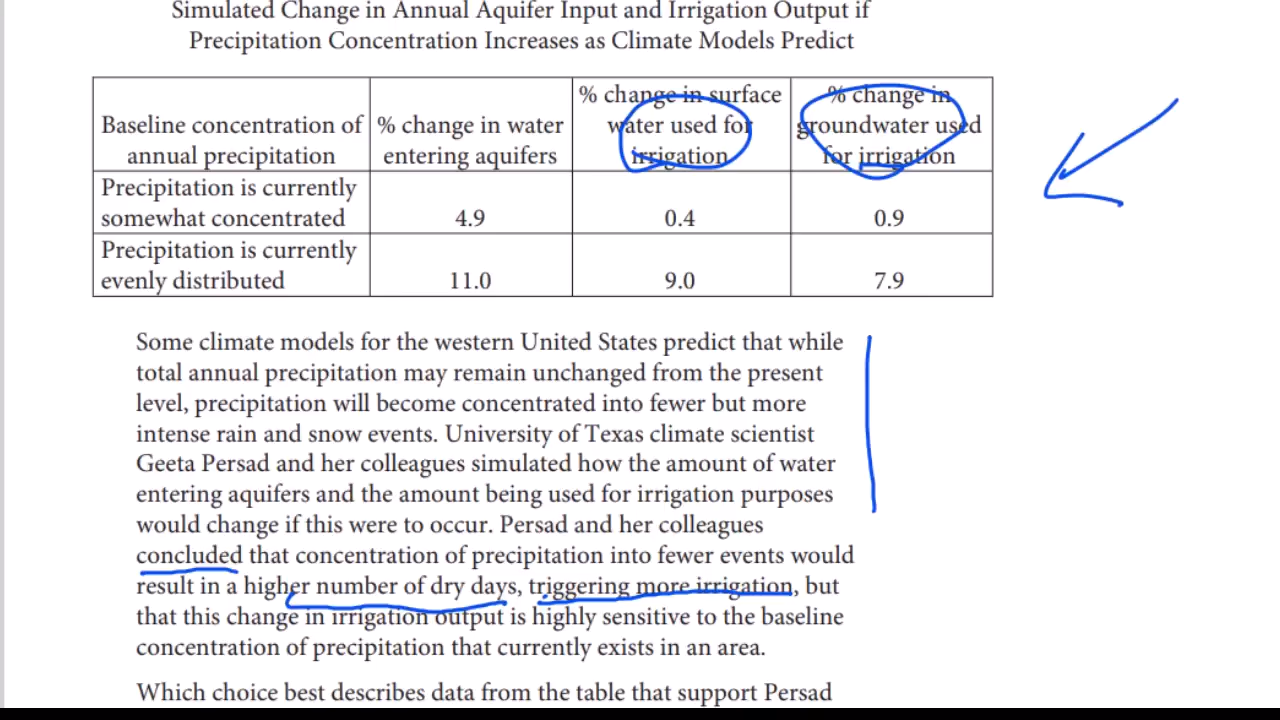 Simulated Change in Annual Aquifer Input and Irrigation Output if
Precipitation Concentration Increases as Climate Models Predict
Baseline concentration of annual precipitation
% change in water entering aquifers
% change in surface water used for irrigation
% change in groundwater used for irrigation
Precipitation is currently somewhat concentrated
4.9
0.4
0.9
Precipitation is currently evenly distributed
11.0
9.0
7.9
Some climate models for the western United States predict that while
total annual precipitation may remain unchanged from the present
level, precipitation will become concentrated into fewer but more
intense rain and snow events. University of Texas climate scientist
Geeta Persad and her colleagues simulated how the amount of water
entering aquifers and the amount being used for irrigation purposes
would change if this were to occur. Persad and her colleagues
concluded that concentration of precipitation into fewer events would
result in a higher number of dry days, triggering more irrigation, but
that this change in irrigation output is highly sensitive to the baseline
concentration of precipitation that currently exists in an area.
Which choice best describes data from the table that support Persad